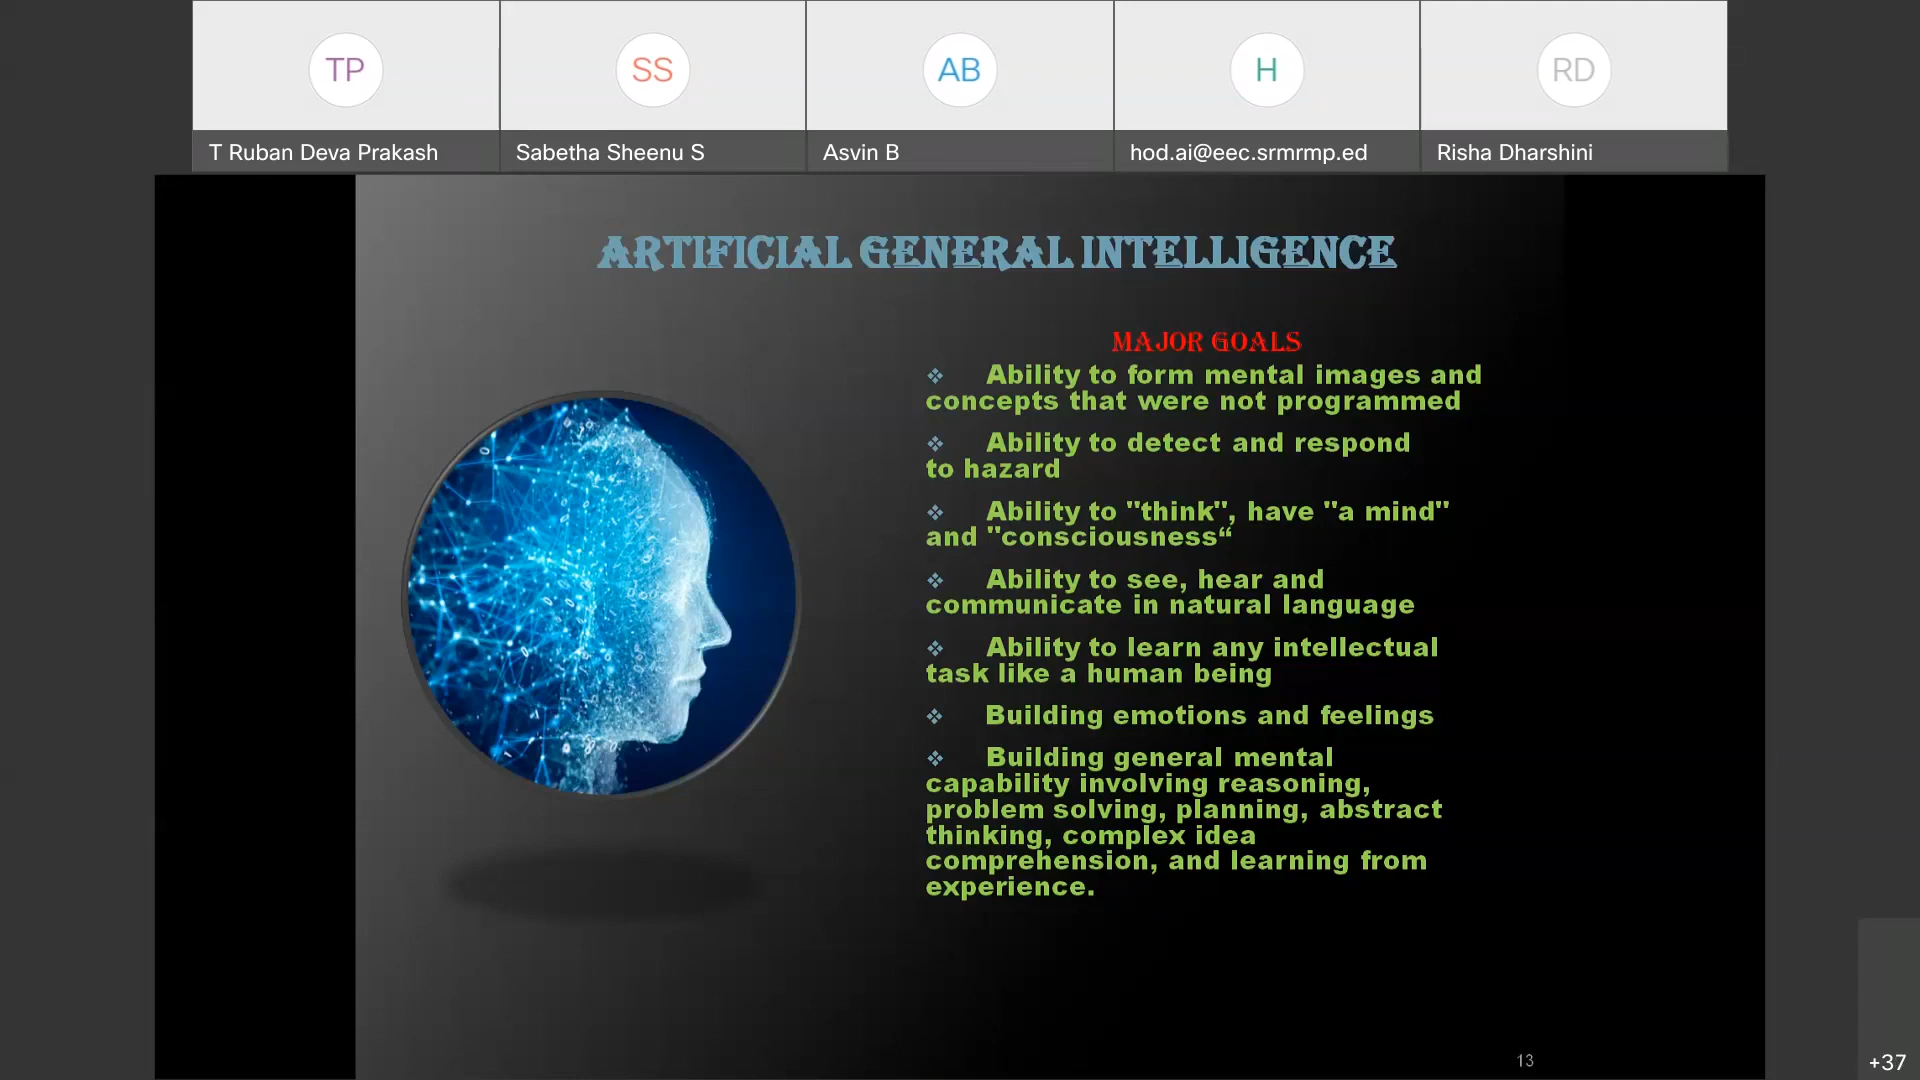 TP
SS
AB
H
RD
T Ruban Deva Prakash
Sabetha Sheenu S
Asvin B
hod.ai@eec.srmrmp.ed
Risha Dharshini
ARTIFICIAL GENERAL INTELLIGENCE
MAJOR GOALS
❖ Ability to form mental images and
concepts that were not programmed
❖ Ability to detect and respond
to hazard
❖ Ability to "think", have "a mind"
and "consciousness“
❖ Ability to see, hear and
communicate in natural language
❖ Ability to learn any intellectual
task like a human being
❖ Building emotions and feelings
❖ Building general mental
capability involving reasoning,
problem solving, planning, abstract
thinking, complex idea
comprehension, and learning from
experience.
13
+37